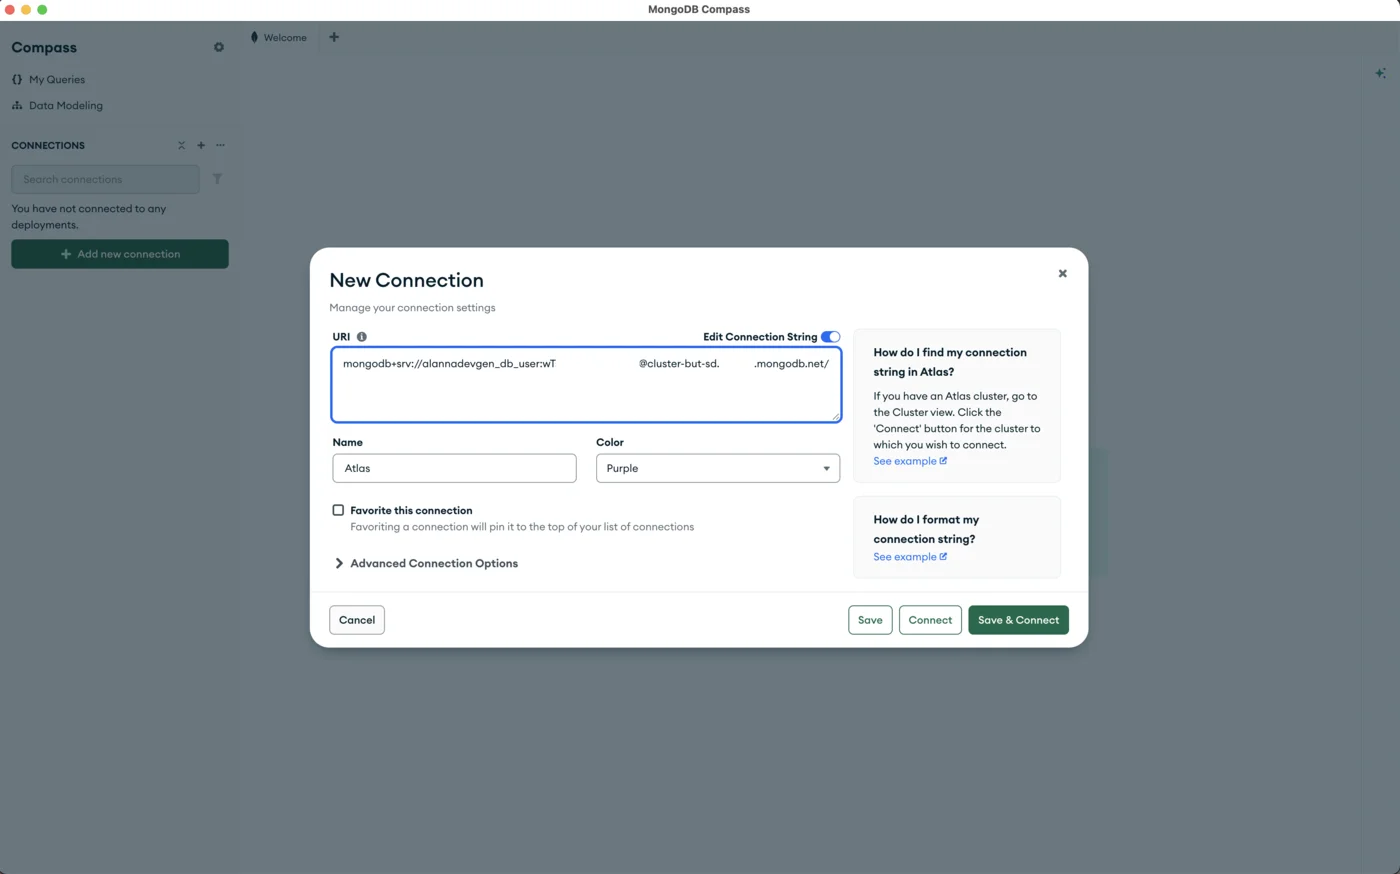 MongoDB Compass
Compass
Welcome
My Queries
Data Modeling
CONNECTIONS
Search connections
You have not connected to any
deployments.
Add new connection
New Connection
Manage your connection settings
URI
Edit Connection String
mongodb+srv://alannadevgen_db_user:wT @cluster-but-sd. .mongodb.net/
Name
Color
Atlas
Purple
Favorite this connection
Favoriting a connection will pin it to the top of your list of connections
Advanced Connection Options
How do I find my connection
string in Atlas?
If you have an Atlas cluster, go to
the Cluster view. Click the
'Connect' button for the cluster to
which you wish to connect.
See example
How do I format my
connection string?
See example
Cancel
Save
Connect
Save & Connect